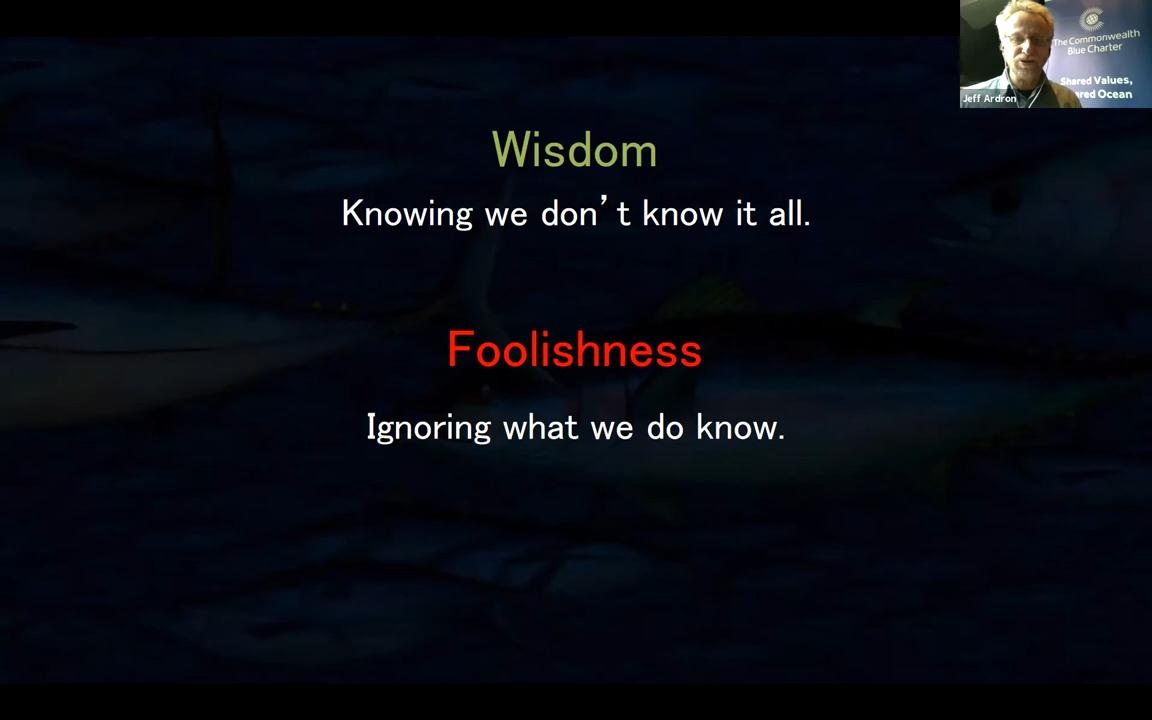 The Commonwealth
Blue Charter
Shared Values,
ared Ocean
Jeff Ardron
Wisdom
Knowing we don’t know it all.
Foolishness
Ignoring what we do know.